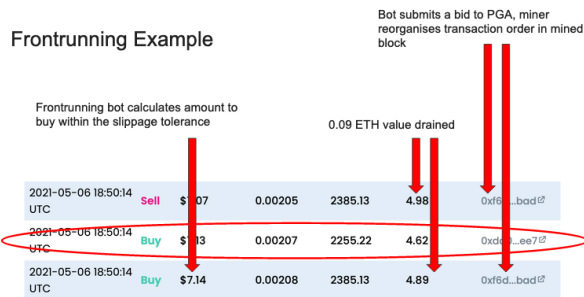 Bot submits a bid to PGA, miner
reorganises transaction order in mined
block
Frontrunning Example
Frontrunning bot calculates amount to
buy within the slippage tolerance
0.09 ETH value drained
2021-05-06 18:50:14
UTC
Sell 0.00205 2385.13 4.98
2021-05-06 18:50:14
UTC
Buy 0.00207 2255.22 4.62
2021-05-06 18:50:14
UTC
Buy $7.14 0.00208 2385.13 4.89 0xf6d...bad